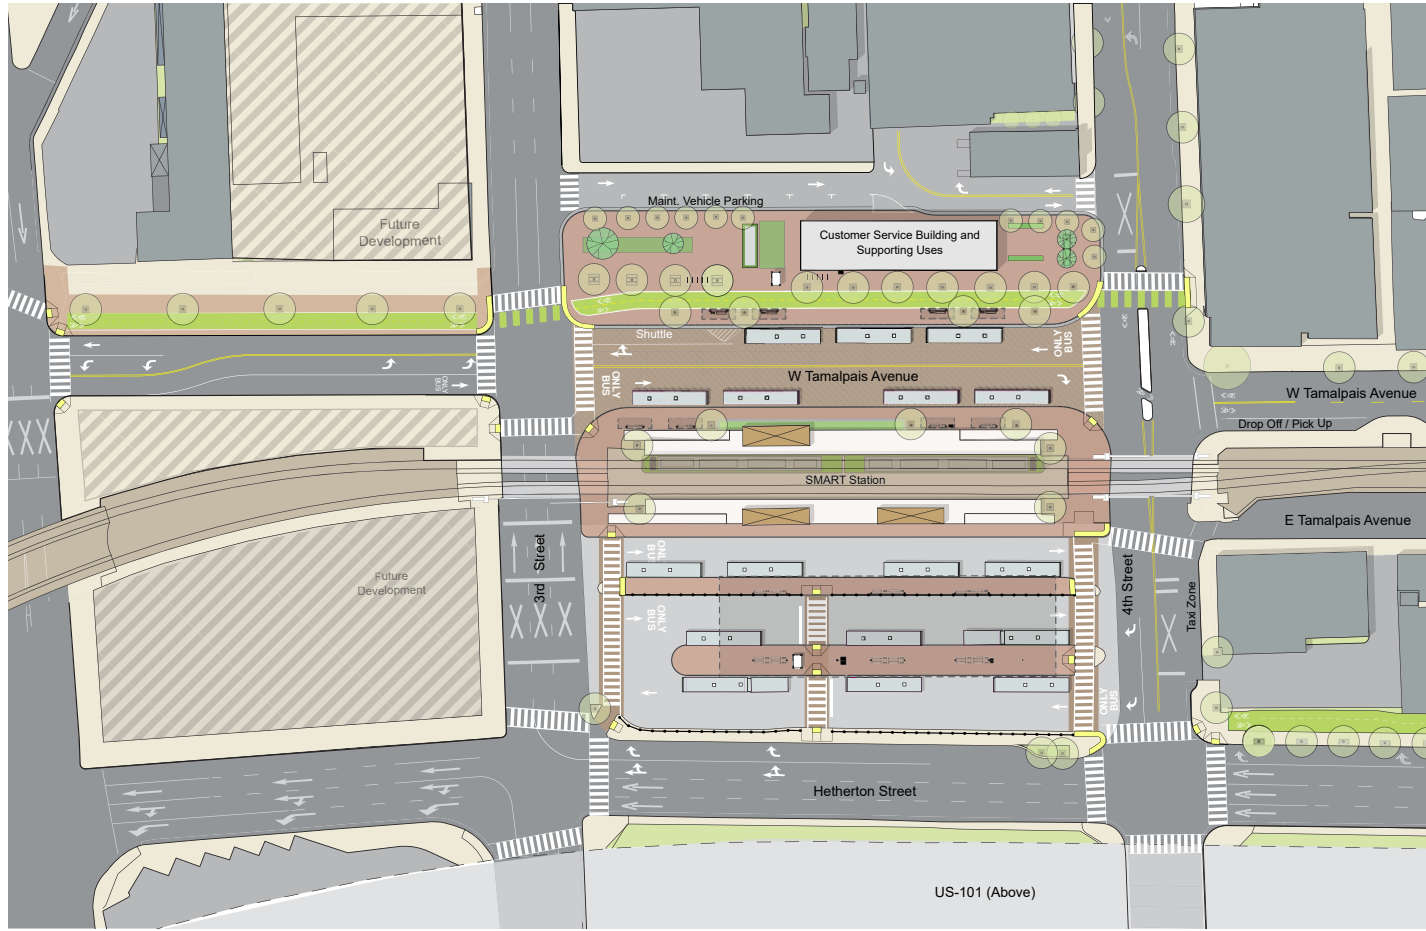 Maint. Vehicle Parking
Future
Development
Customer Service Building and
Supporting Uses
Shuttle
ONLY
BUS
W Tamalpais Avenue
ONLY
BUS
ONLY
BUS
W Tamalpais Avenue
Drop Off / Pick Up
SMART Station
E Tamalpais Avenue
ONLY
BUS
3rd Street
Future
Development
4th Street
Taxi Zone
ONLY
BUS
ONLY
BUS
Hetherton Street
US-101 (Above)